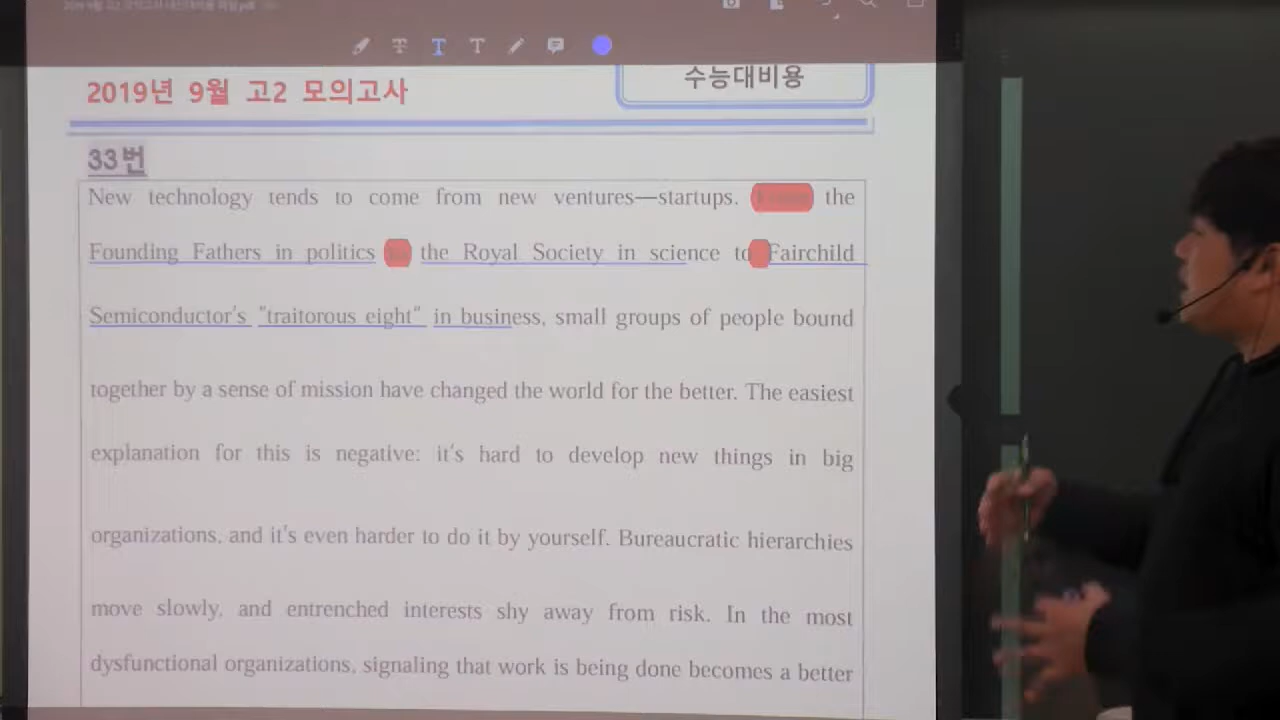 수능대비용
2019년 9월 고2 모의고사
33번
New technology tends to come from new ventures—startups. From the
Founding Fathers in politics to the Royal Society in science to Fairchild
Semiconductor's "traitorous eight" in business, small groups of people bound
together by a sense of mission have changed the world for the better. The easiest
explanation for this is negative: it's hard to develop new things in big
organizations, and it's even harder to do it by yourself. Bureaucratic hierarchies
move slowly, and entrenched interests shy away from risk. In the most
dysfunctional organizations, signaling that work is being done becomes a better